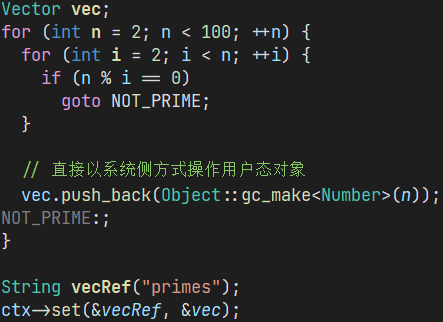 Vector vec;
for (int n = 2; n < 100; ++n) {
  for (int i = 2; i < n; ++i) {
    if (n % i == 0)
      goto NOT_PRIME;
  }
  // 直接以系统侧方式操作用户态对象
  vec.push_back(Object::gc_make<Number>(n));
NOT_PRIME:;
}
String vecRef("primes");
ctx->set(&vecRef, &vec);